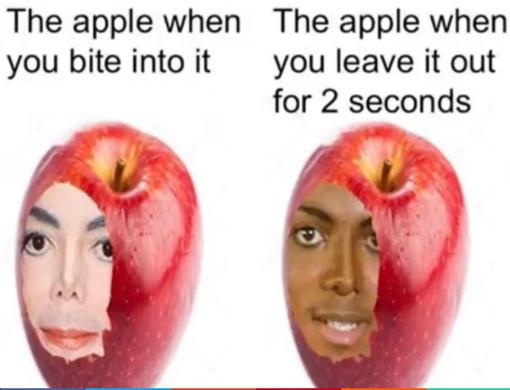 The apple when
you bite into it
The apple when
you leave it out
for 2 seconds